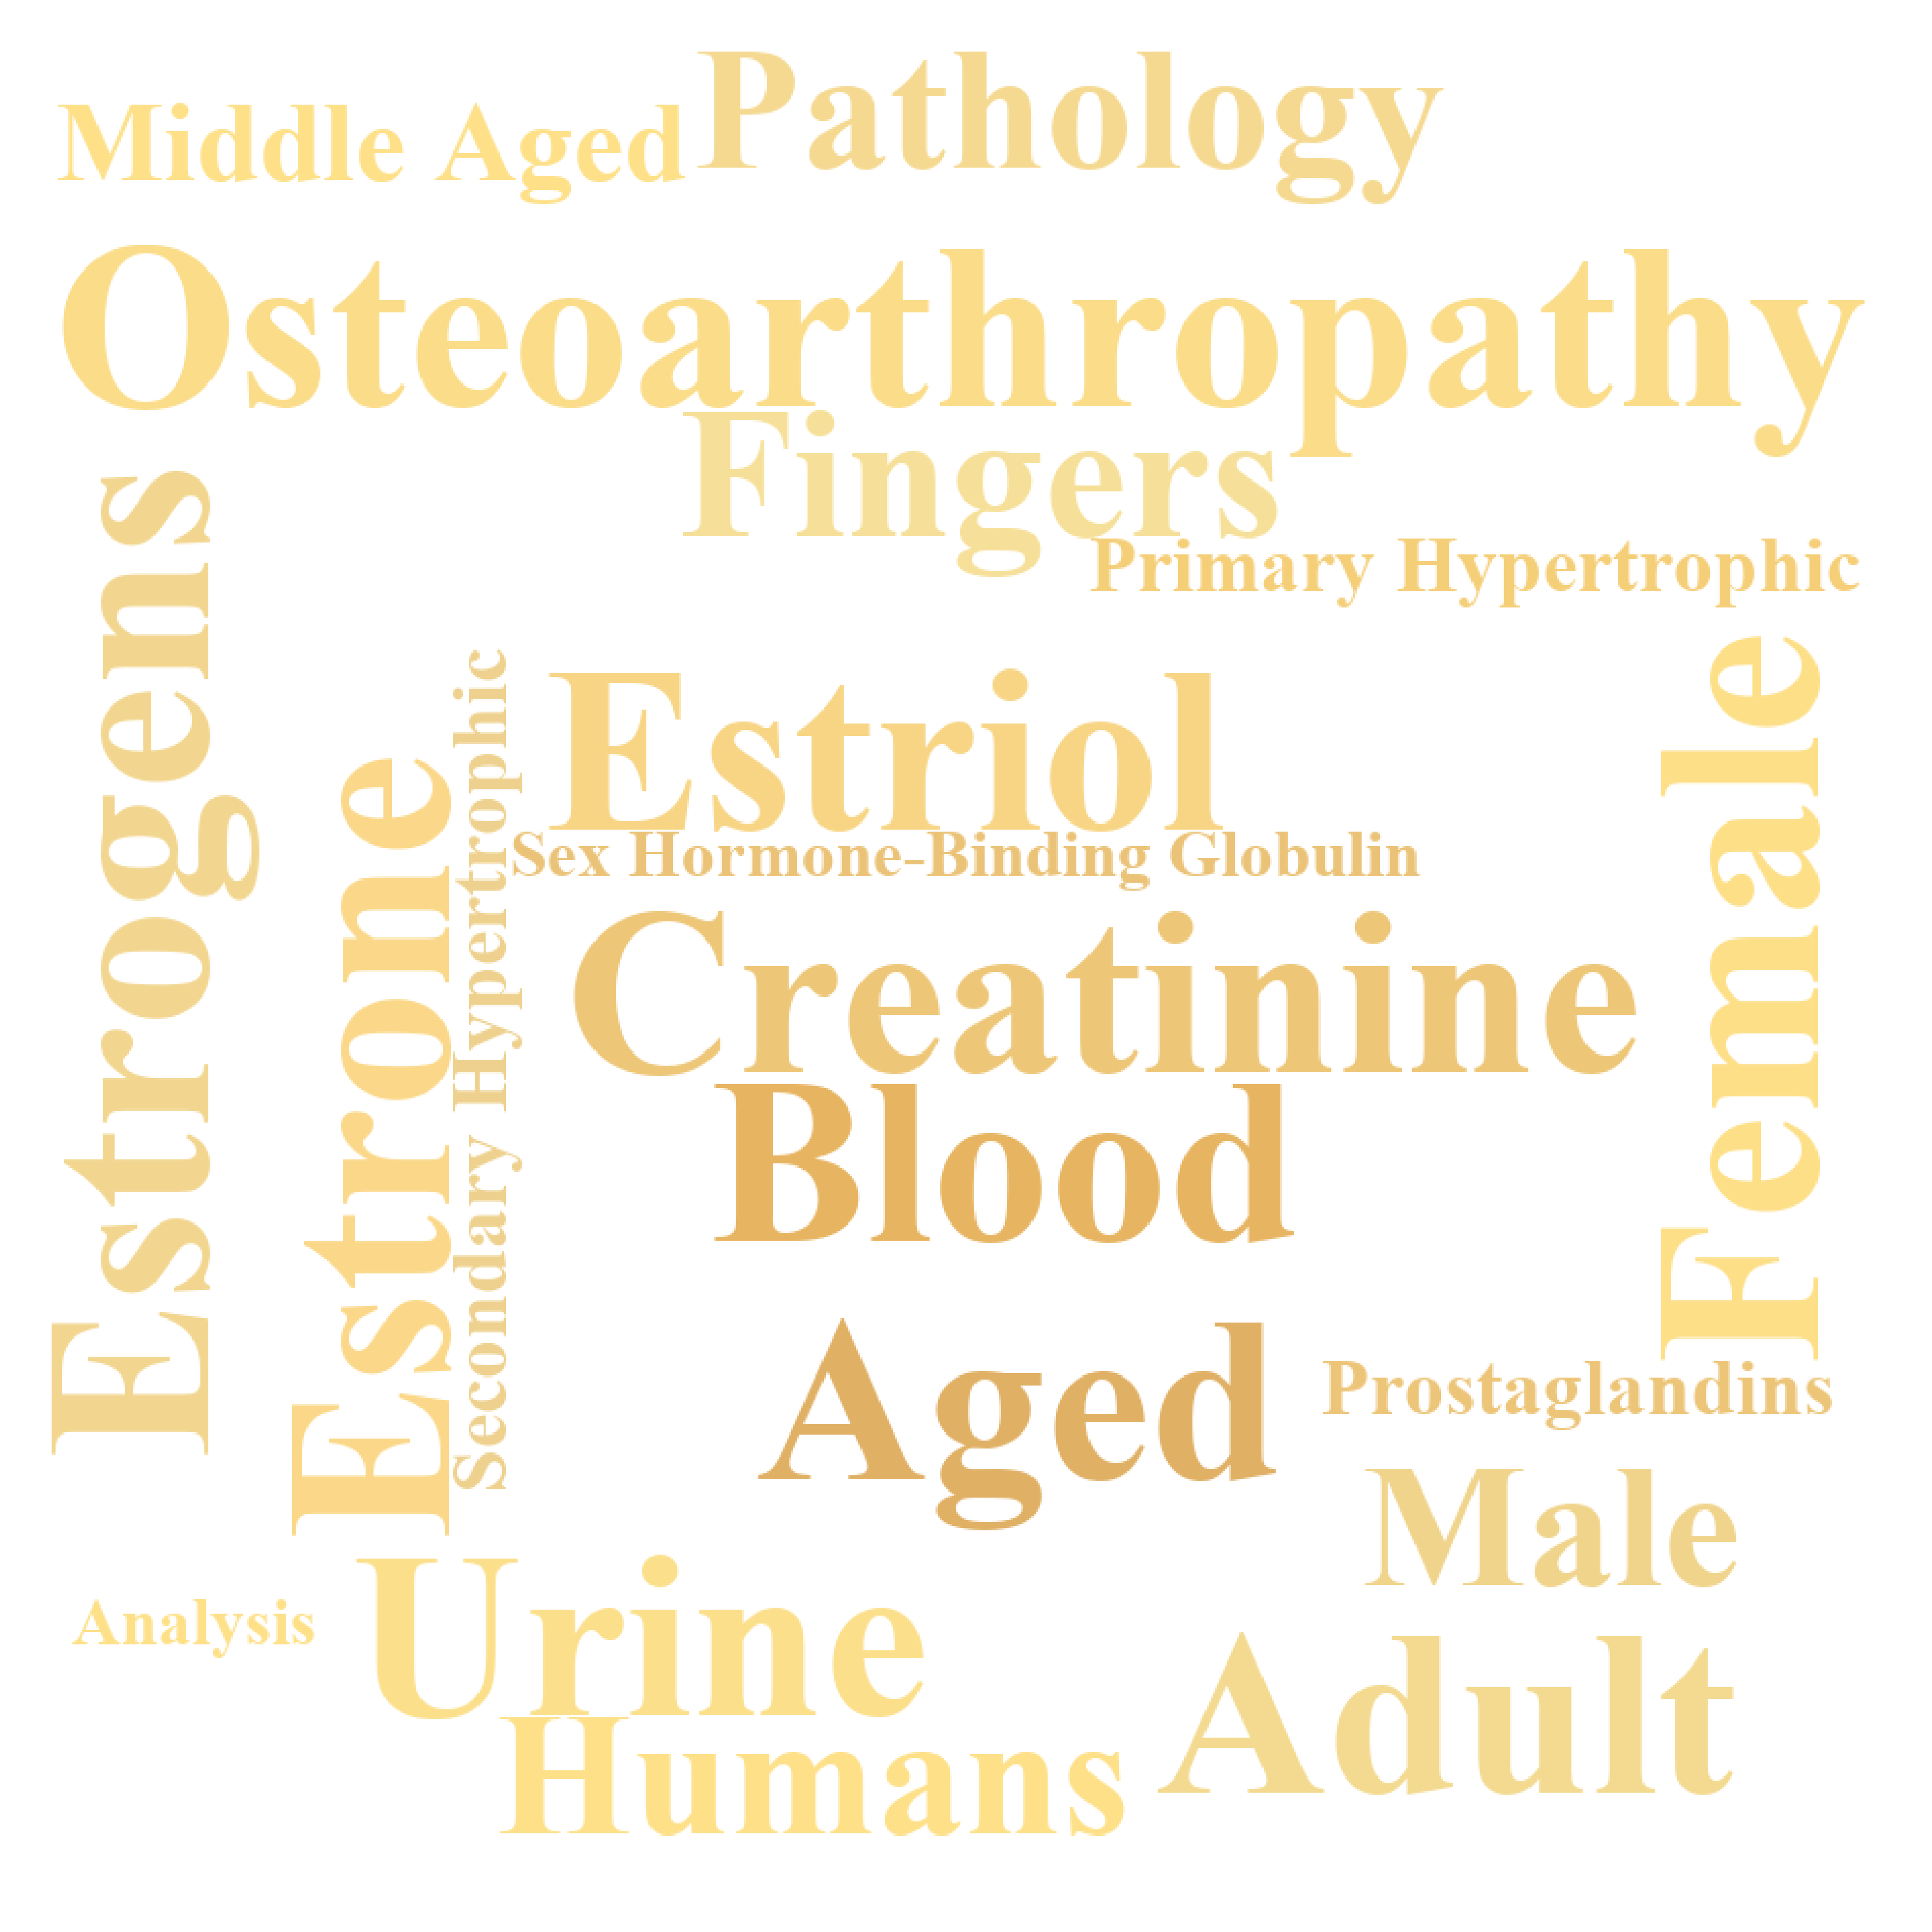 Middle Aged
Pathology
Osteoarthropathy
Fingers
Primary Hypertrophic
Estrogens
Estrone
Secondary Hypertrophic
Estriol
Sex Hormone-Binding Globulin
Creatinine
Blood
Female
Aged
Prostaglandins
Male
Analysis
Urine
Adult
Humans